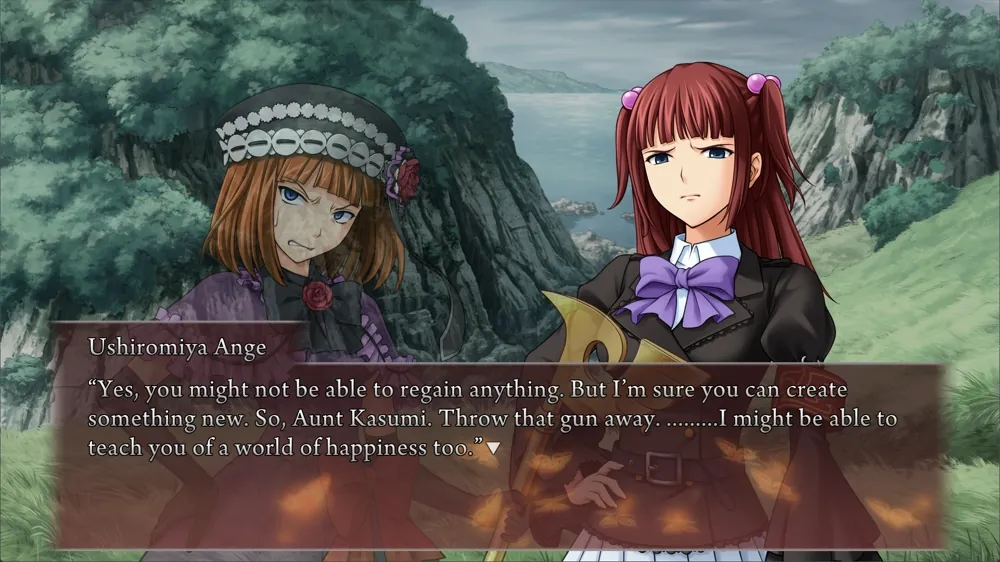 Ushiromiya Ange
“Yes, you might not be able to regain anything. But I’m sure you can create
something new. So, Aunt Kasumi. Throw that gun away. .........I might be able to
teach you of a world of happiness too.”